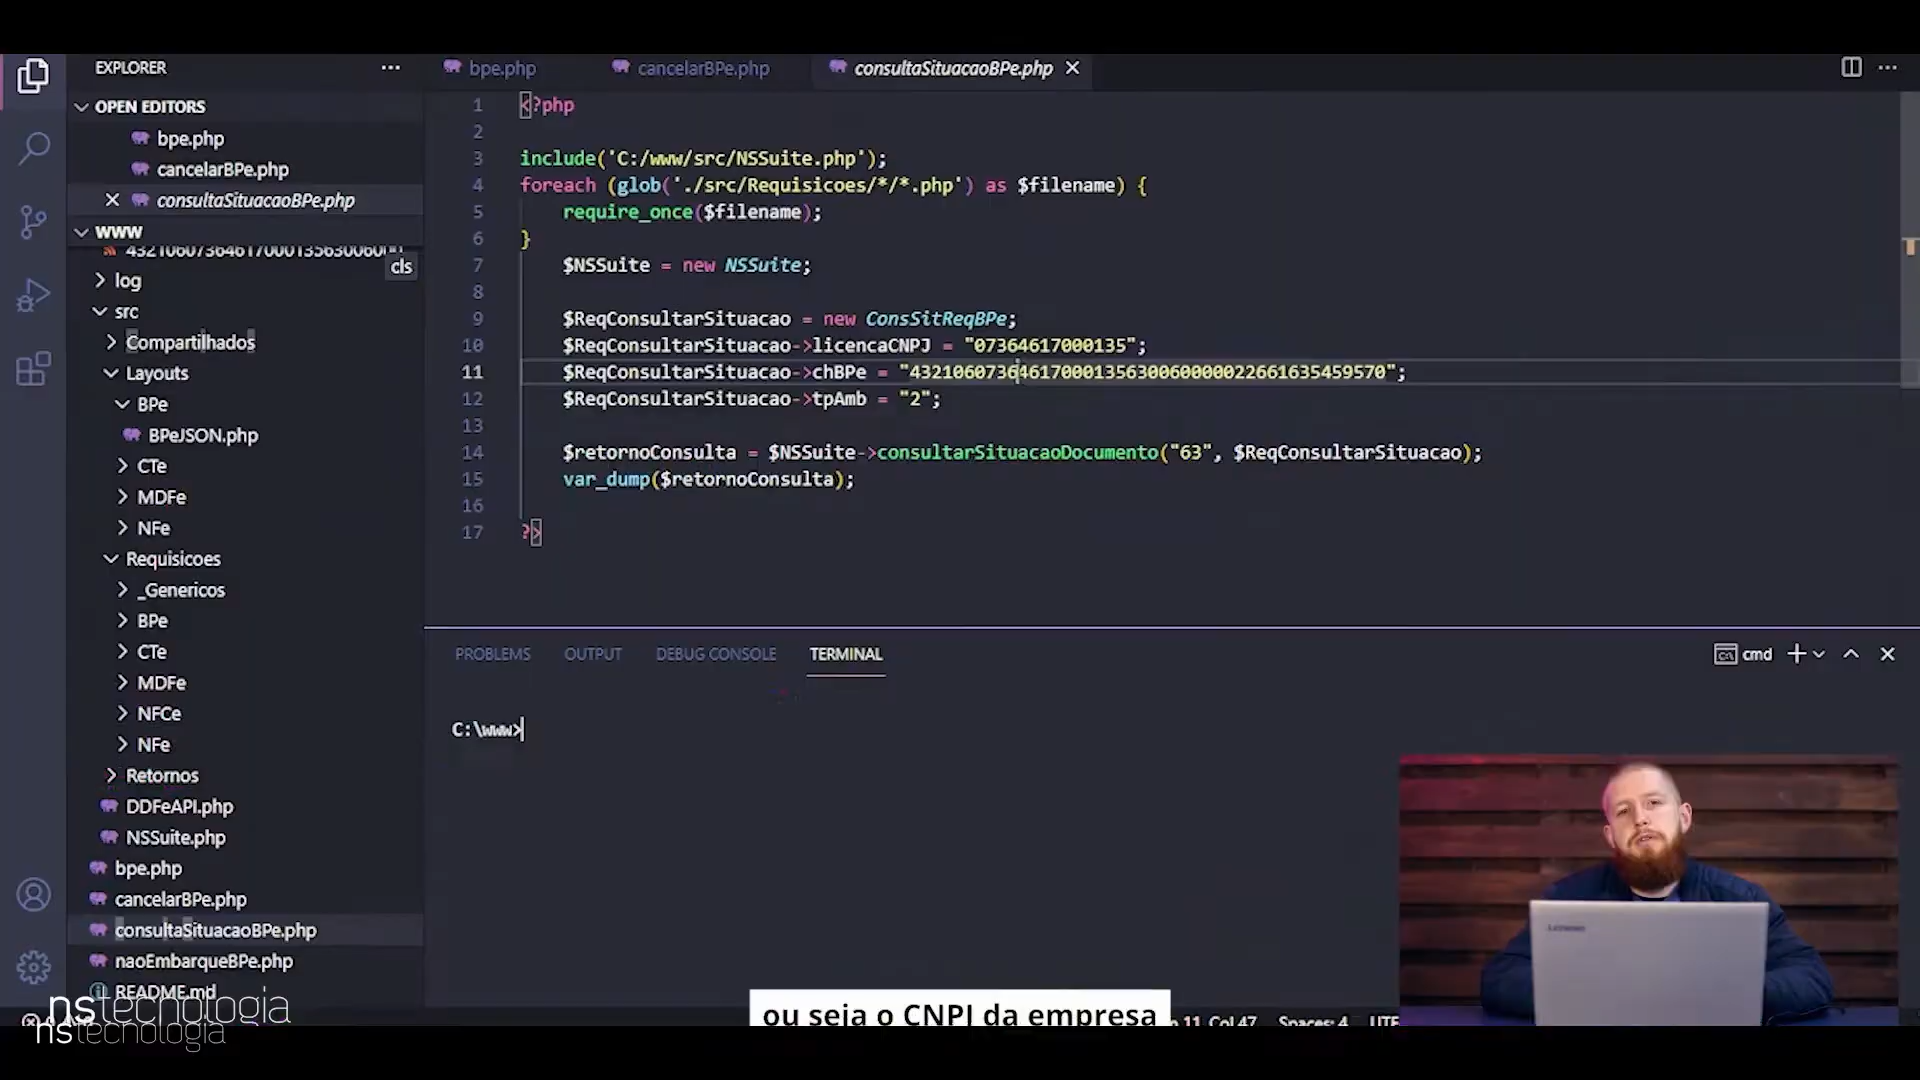 EXPLORER
OPEN EDITORS
bpe.php
cancelarBPe.php
consultaSituacaoBPe.php
www
cls
log
src
Compartilhados
Layouts
BPe
BPeJSON.php
CTe
MDFe
NFe
Requisicoes
_Genericos
BPe
CTe
MDFe
NFCe
NFe
Retornos
DDFeAPI.php
NSSuite.php
bpe.php
cancelarBPe.php
consultaSituacaoBPe.php
naoEmbarqueBPe.php
README.md
nstecnologia
nstecnologia
bpe.php cancelarBPe.php consultaSituacaoBPe.php
1 <?php
2
3 include('C:/www/src/NSSuite.php');
4 foreach (glob('./src/Requisicoes/*/*.php') as $filename) {
5 require_once($filename);
6 }
7 $NSSuite = new NSSuite;
8
9 $ReqConsultarSituacao = new ConsSitReqBPe;
10 $ReqConsultarSituacao->licencaCNPJ = "07364617000135";
11 $ReqConsultarSituacao->chBPe = "43210607364617000135630060000022661635459570";
12 $ReqConsultarSituacao->tpAmb = "2";
13
14 $retornoConsulta = $NSSuite->consultarSituacaoDocumento("63", $ReqConsultarSituacao);
15 var_dump($retornoConsulta);
16
17 ?>
PROBLEMS OUTPUT DEBUG CONSOLE TERMINAL
cmd
C:\www>
Lenovo
ou seja o CNPJ da empresa
11, Col 47 Spaces: 4